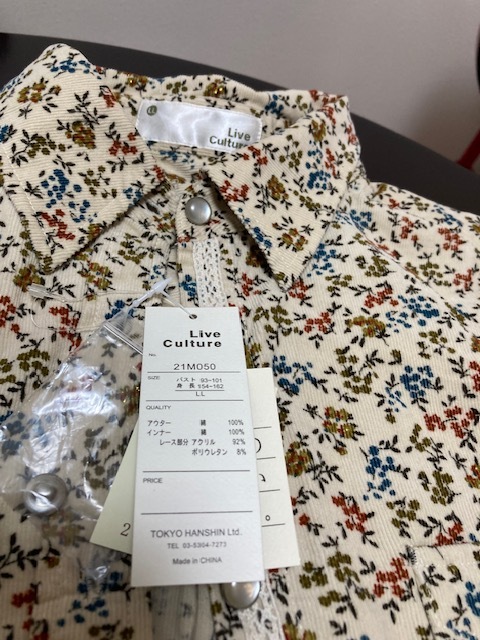 Live
Culture
Live
Culture
No. 21MO50
SIZE: バスト 93-101
身長 154-162
LL
QUALITY
アウター 綿 100%
インナー 綿 100%
レース部分 アクリル 92%
ポリウレタン 8%
PRICE
TOKYO HANSHIN Ltd.
TEL 03-5304-7273
Made in CHINA